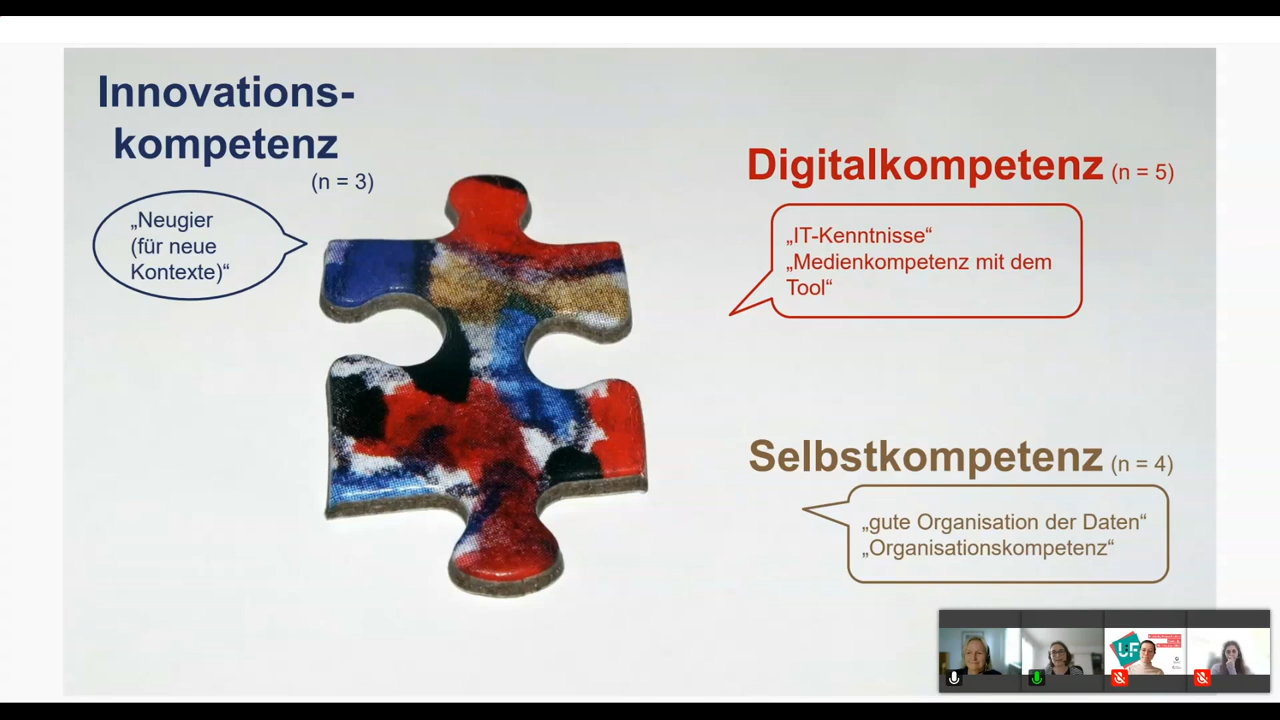 Innovations-
kompetenz
(n = 3)
„Neugier
(für neue
Kontexte)“
Digitalkompetenz (n = 5)
„IT-Kenntnisse“
„Medienkompetenz mit dem
Tool“
Selbstkompetenz (n = 4)
„gute Organisation der Daten“
„Organisationskompetenz“